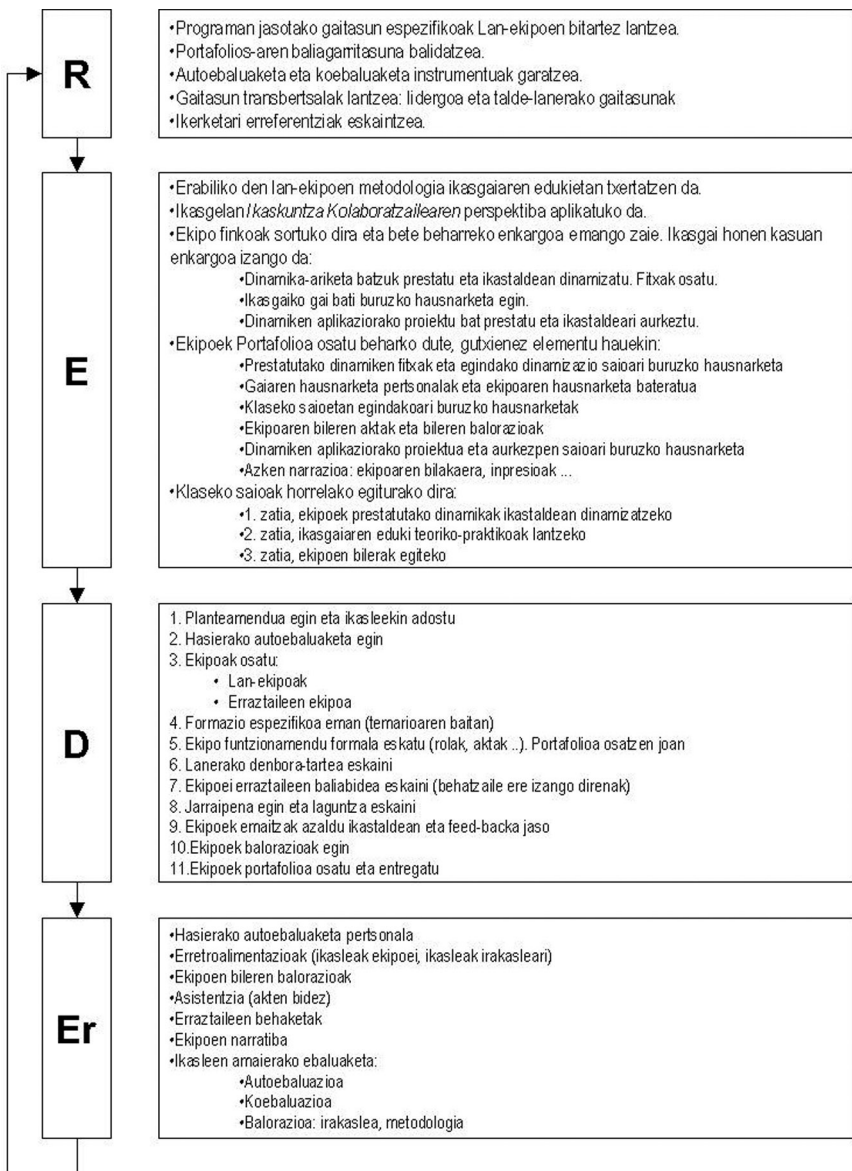 R
•Programan jasotako gaitasun espezifikoak Lan-ekipoen bitartez lantzea.
•Portafolios-aren baliagarritasuna balidatzea.
•Autoebaluaketa eta koebaluaketa instrumentuak garatzea.
•Gaitasun transbertsalak lantzea: lidergoa eta talde-lanerako gaitasunak
•Ikerketari erreferentziak eskaintzea.
E
•Erabiliko den lan-ekipoen metodologia ikasgaiaren edukietan txertatzen da.
•Ikasgelan Ikaskuntza Kolaboratzailearen perspektiba aplikatuko da.
•Ekipo finkoak sortuko dira eta bete beharreko enkargoa emango zaie. Ikasgai honen kasuan
enkargoa izango da:
•Dinamika-ariketa batzuk prestatu eta ikastaldean dinamizatu. Fitxak osatu.
•Ikasgaiko gai bati buruzko hausnarketa egin.
•Dinamiken aplikaziorako proiektu bat prestatu eta ikastaldeari aurkeztu.
•Ekipoek Portafolioa osatu beharko dute, gutxienez elementu hauekin:
•Prestatutako dinamiken fitxak eta egindako dinamizazio saioari buruzko hausnarketa
•Gaiaren hausnarketa pertsonalak eta ekipoaren hausnarketa bateratua
•Klaseko saioetan egindakoari buruzko hausnarketak
•Ekipoaren bileren aktak eta bileren balorazioak
•Dinamiken aplikaziorako proiektua eta aurkezpen saioari buruzko hausnarketa
•Azken narrazioa: ekipoaren bilakaera, inpresioak ...
•Klaseko saioak horrelako egiturako dira:
•1. zatia, ekipoek prestatutako dinamikak ikastaldean dinamizatzeko
•2. zatia, ikasgaiaren eduki teoriko-praktikoak lantzeko
•3. zatia, ekipoen bilerak egiteko
D
1. Planteamendua egin eta ikasleekin adostu
2. Hasierako autoebaluaketa egin
3. Ekipoak osatu:
• Lan-ekipoak
• Erraztaileen ekipoa
4. Formazio espezifikoa eman (temarioaren baitan)
5. Ekipo funtzionamendu formala eskatu (rolak, aktak ..). Portafolioa osatzen joan
6. Lanerako denbora-tartea eskaini
7. Ekipoei erraztaileen baliabidea eskaini (behatzaile ere izango direnak)
8. Jarraipena egin eta laguntza eskaini
9. Ekipoek emaitzak azaldu ikastaldean eta feed-backa jaso
10.Ekipoek balorazioak egin
11.Ekipoek portafolioa osatu eta entregatu
Er
•Hasierako autoebaluaketa pertsonala
•Erretroalimentazioak (ikasleak ekipoei, ikasleak irakasleari)
•Ekipoen bileren balorazioak
•Asistentzia (akten bidez)
•Erraztaileen behaketak
•Ekipoen narratiba
•Ikasleen amaierako ebaluaketa:
•Autoebaluazioa
•Koebaluazioa
•Balorazioa: irakaslea, metodologia